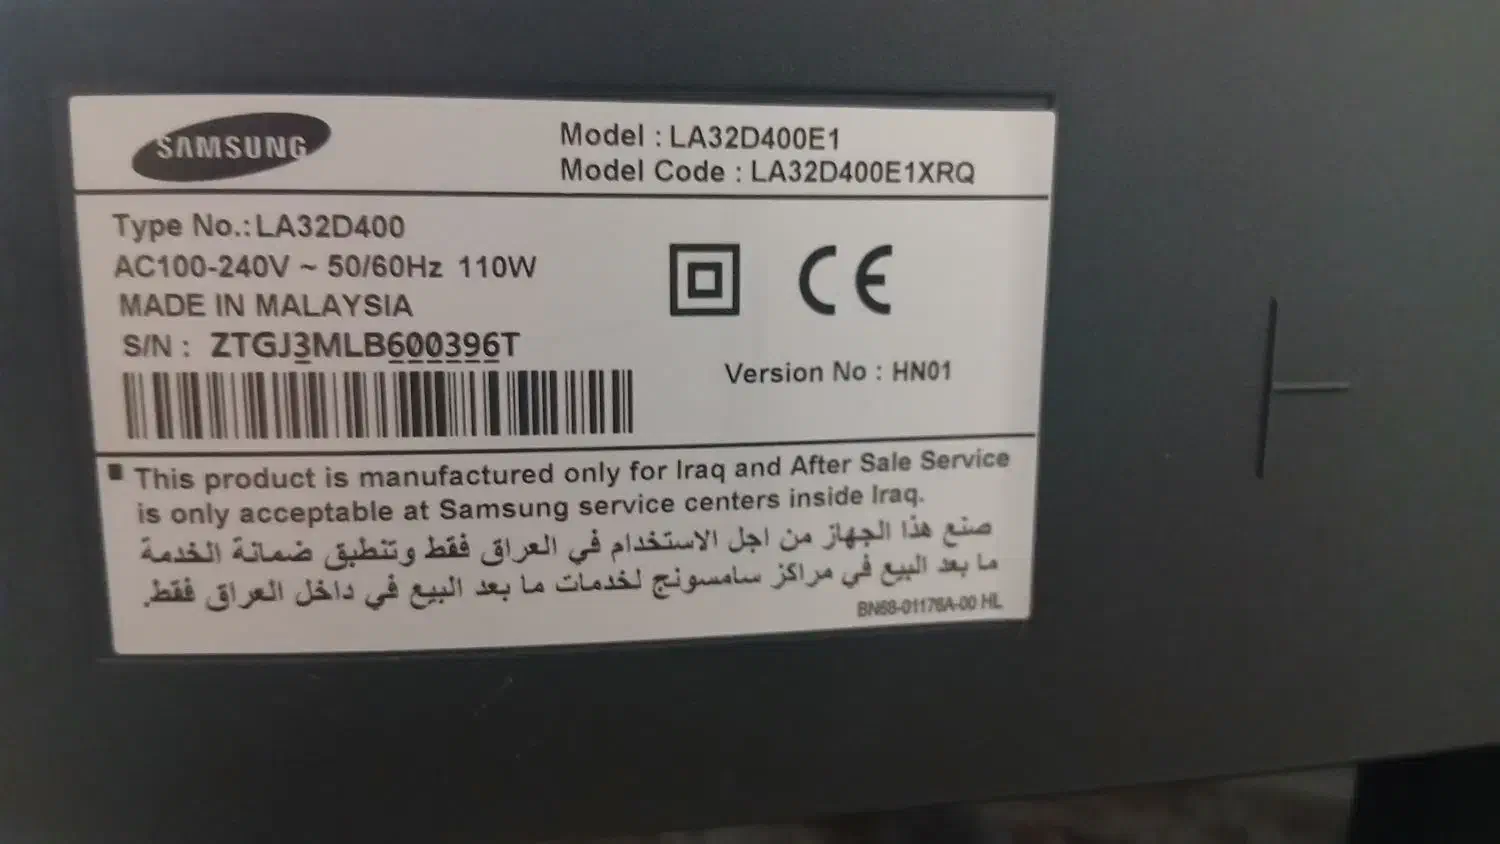 SAMSUNG
Model : LA32D400E1
Model Code : LA32D400E1XRQ
Type No.:LA32D400
AC100-240V ~ 50/60Hz 110W
MADE IN MALAYSIA
S/N : ZTGJ3MLB600396T
CE
Version No : HN01
This product is manufactured only for Iraq and After Sale Service
is only acceptable at Samsung service centers inside Iraq.
صنع هذا الجهاز من اجل الاستخدام في العراق فقط وتنطبق ضمانة الخدمة
ما بعد البيع في مراكز سامسونج لخدمات ما بعد البيع في داخل العراق فقط.
BN68-01176A-00 HL